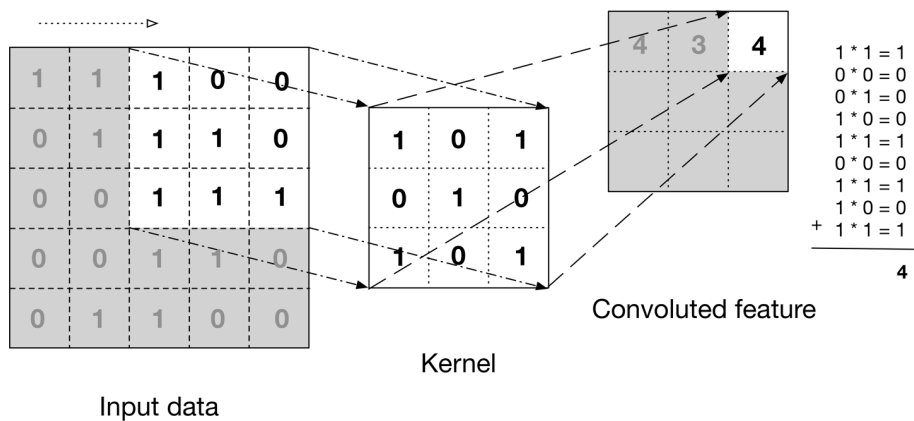 1 1 1 0 0
0 1 1 1 0
0 0 1 1 1
0 0 1 1 0
0 1 1 0 0
Input data
1 0 1
0 1 0
1 0 1
Kernel
4 3 4
Convoluted feature
1 * 1 = 1
0 * 0 = 0
0 * 1 = 0
1 * 0 = 0
1 * 1 = 1
0 * 0 = 0
1 * 1 = 1
1 * 0 = 0
+ 1 * 1 = 1
4